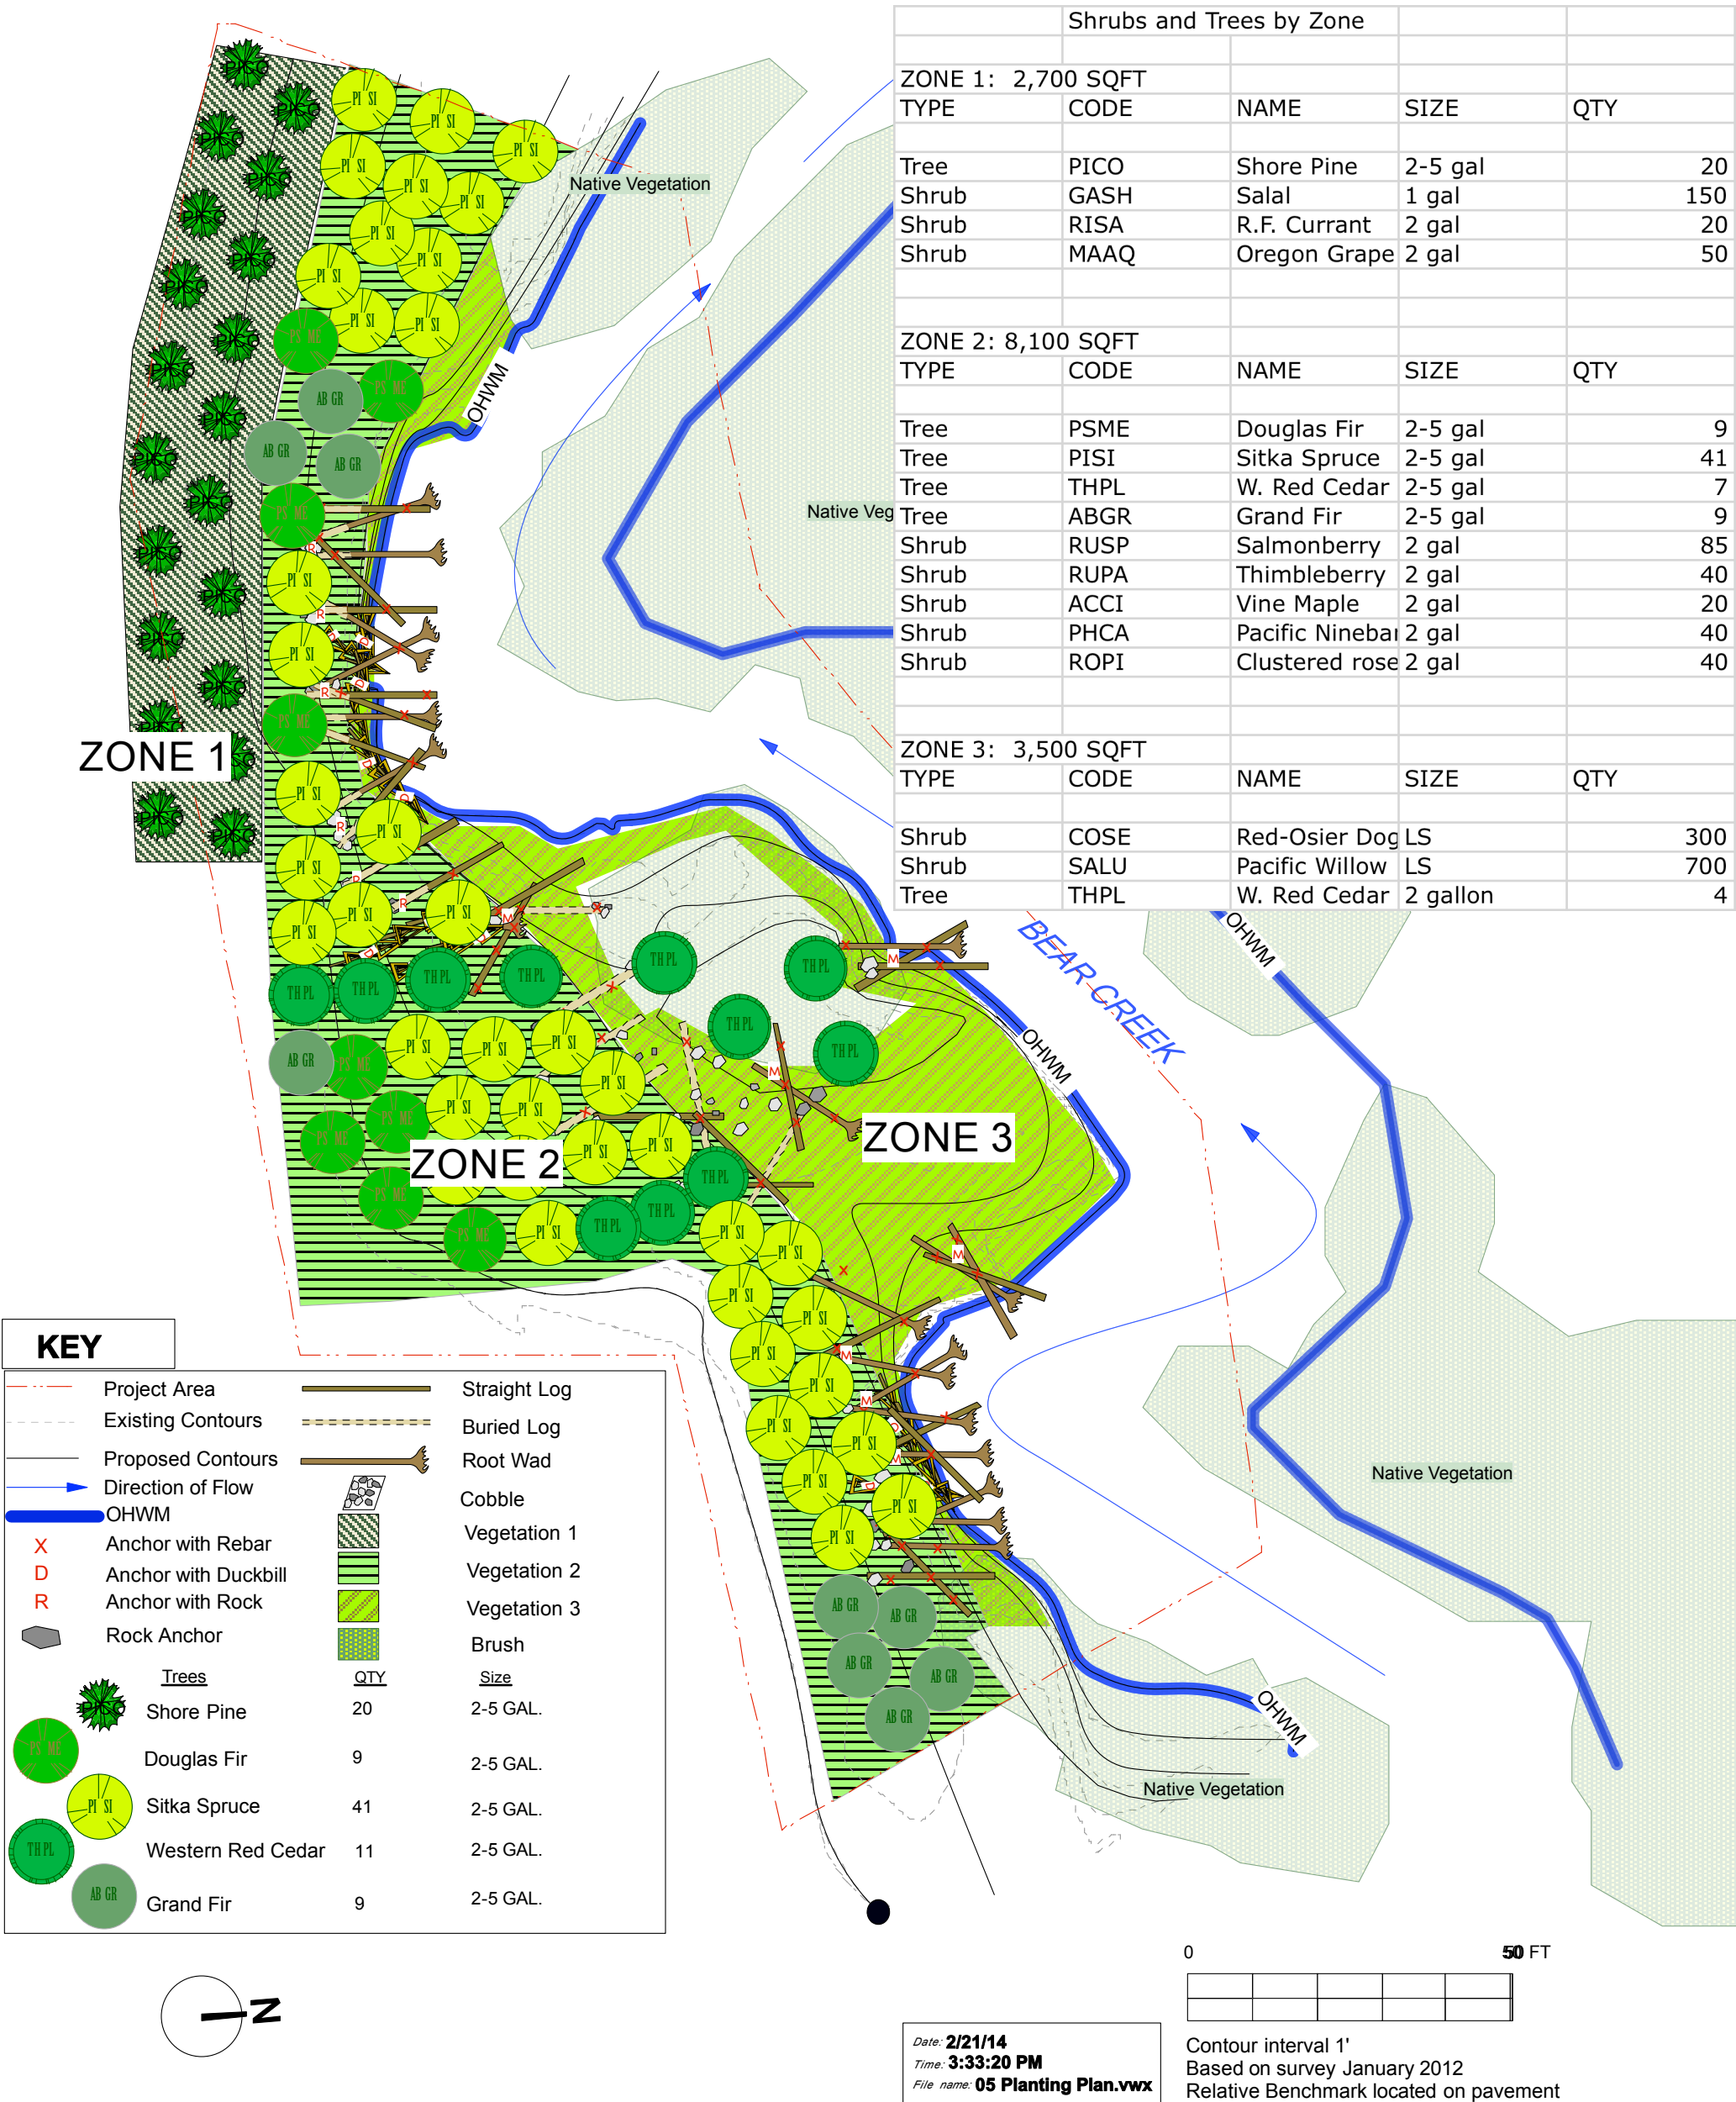 Shrubs and Trees by Zone
ZONE 1: 2,700 SQFT
TYPE CODE NAME SIZE QTY
Tree PICO Shore Pine 2-5 gal 20
Shrub GASH Salal 1 gal 150
Shrub RISA R.F. Currant 2 gal 20
Shrub MAAQ Oregon Grape 2 gal 50
ZONE 2: 8,100 SQFT
TYPE CODE NAME SIZE QTY
Tree PSME Douglas Fir 2-5 gal 9
Tree PISI Sitka Spruce 2-5 gal 41
Tree THPL W. Red Cedar 2-5 gal 7
Tree ABGR Grand Fir 2-5 gal 9
Shrub RUSP Salmonberry 2 gal 85
Shrub RUPA Thimbleberry 2 gal 40
Shrub ACCI Vine Maple 2 gal 20
Shrub PHCA Pacific Nineba 2 gal 40
Shrub ROPI Clustered rose 2 gal 40
ZONE 3: 3,500 SQFT
TYPE CODE NAME SIZE QTY
Shrub COSE Red-Osier Dog LS 300
Shrub SALU Pacific Willow LS 700
Tree THPL W. Red Cedar 2 gallon 4
Native Vegetation
OHWM
Native Veg
ZONE 1
BEAR CREEK
OHWM
OHWM
ZONE 3
ZONE 2
Native Vegetation
OHWM
Native Vegetation
KEY
Project Area
Straight Log
Existing Contours
Buried Log
Proposed Contours
Root Wad
Direction of Flow
Cobble
OHWM
X Anchor with Rebar
Vegetation 1
D Anchor with Duckbill
Vegetation 2
R Anchor with Rock
Vegetation 3
Rock Anchor
Brush
Trees QTY Size
PICO Shore Pine 20 2-5 GAL.
PS ME Douglas Fir 9 2-5 GAL.
PI SI Sitka Spruce 41 2-5 GAL.
TH PL Western Red Cedar 11 2-5 GAL.
AB GR Grand Fir 9 2-5 GAL.
N
0 50 FT
Date: 2/21/14
Time: 3:33:20 PM
File name: 05 Planting Plan.vwx
Contour interval 1'
Based on survey January 2012
Relative Benchmark located on pavement